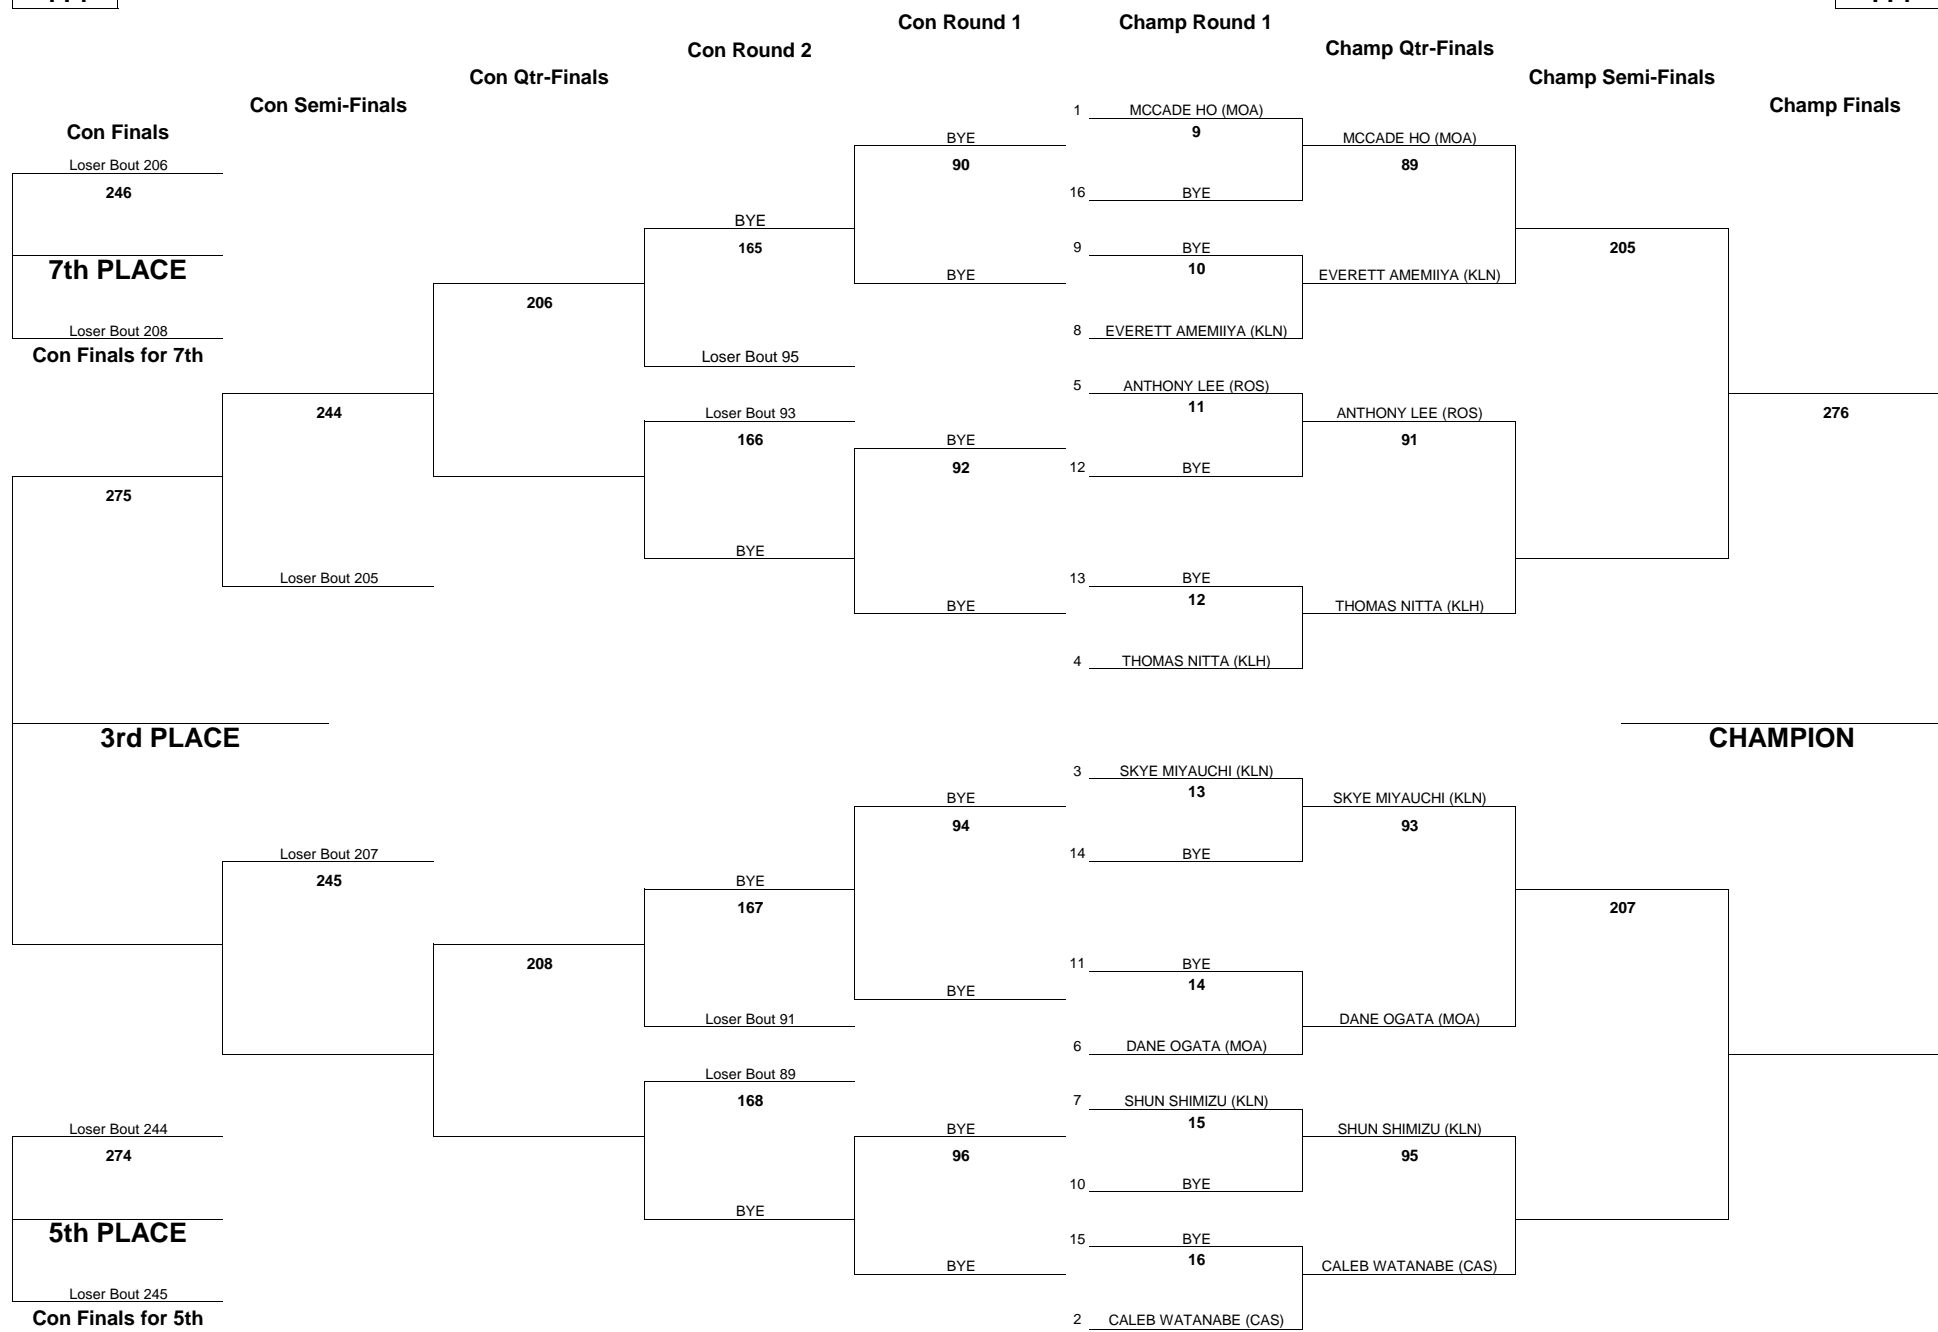 Con Round 1
Champ Round 1
Con Round 2
Champ Qtr-Finals
Con Qtr-Finals
Champ Semi-Finals
Con Semi-Finals
Champ Finals
Con Finals
1 MCCADE HO (MOA)
9
BYE
MCCADE HO (MOA)
Loser Bout 206
90
89
246
16 BYE
BYE
165
9 BYE
205
7th PLACE
10
BYE
EVERETT AMEMIIYA (KLN)
206
Loser Bout 208
8 EVERETT AMEMIIYA (KLN)
Con Finals for 7th
Loser Bout 95
5 ANTHONY LEE (ROS)
11
244
Loser Bout 93
ANTHONY LEE (ROS)
276
166
BYE
91
92
12 BYE
275
BYE
Loser Bout 205
13 BYE
12
BYE
THOMAS NITTA (KLH)
4 THOMAS NITTA (KLH)
3rd PLACE
CHAMPION
3 SKYE MIYAUCHI (KLN)
13
BYE
SKYE MIYAUCHI (KLN)
94
93
Loser Bout 207
14 BYE
245
BYE
167
207
208
11 BYE
14
BYE
Loser Bout 91
DANE OGATA (MOA)
6 DANE OGATA (MOA)
Loser Bout 89
168
7 SHUN SHIMIZU (KLN)
15
Loser Bout 244
BYE
SHUN SHIMIZU (KLN)
274
96
95
10 BYE
BYE
5th PLACE
15 BYE
16
BYE
CALEB WATANABE (CAS)
Loser Bout 245
Con Finals for 5th
2 CALEB WATANABE (CAS)